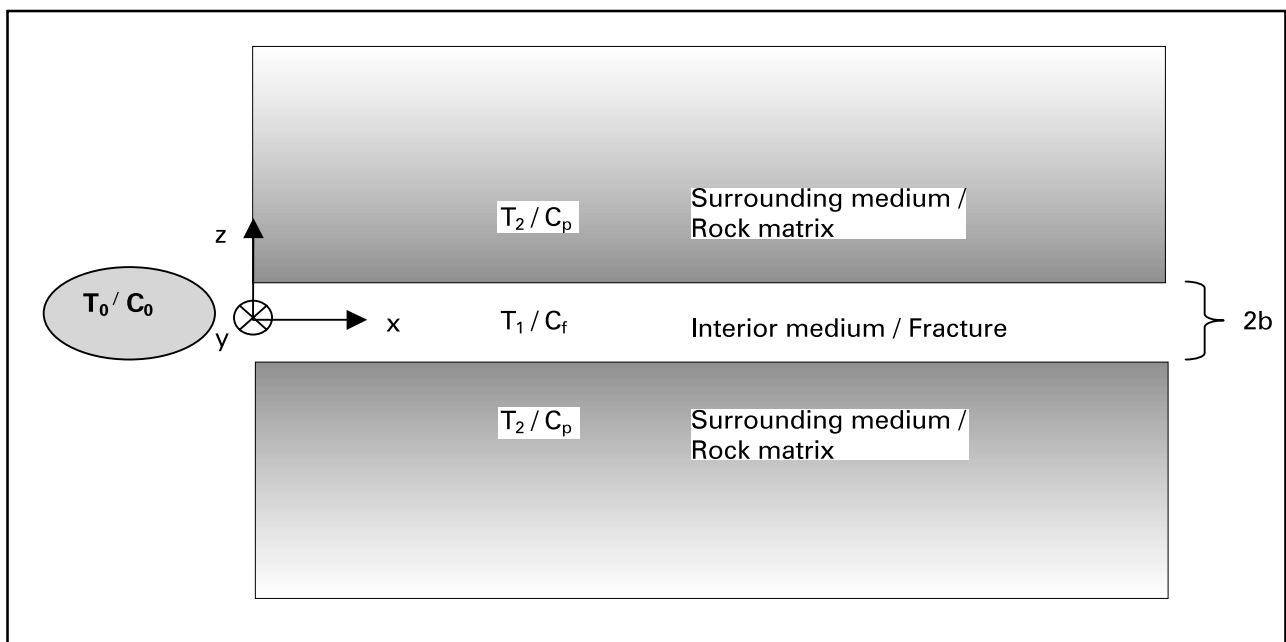 T₂ / Cₚ
Surrounding medium /
Rock matrix
z
T₀ / C₀
y
x
T₁ / C_f
Interior medium / Fracture
2b
T₂ / Cₚ
Surrounding medium /
Rock matrix